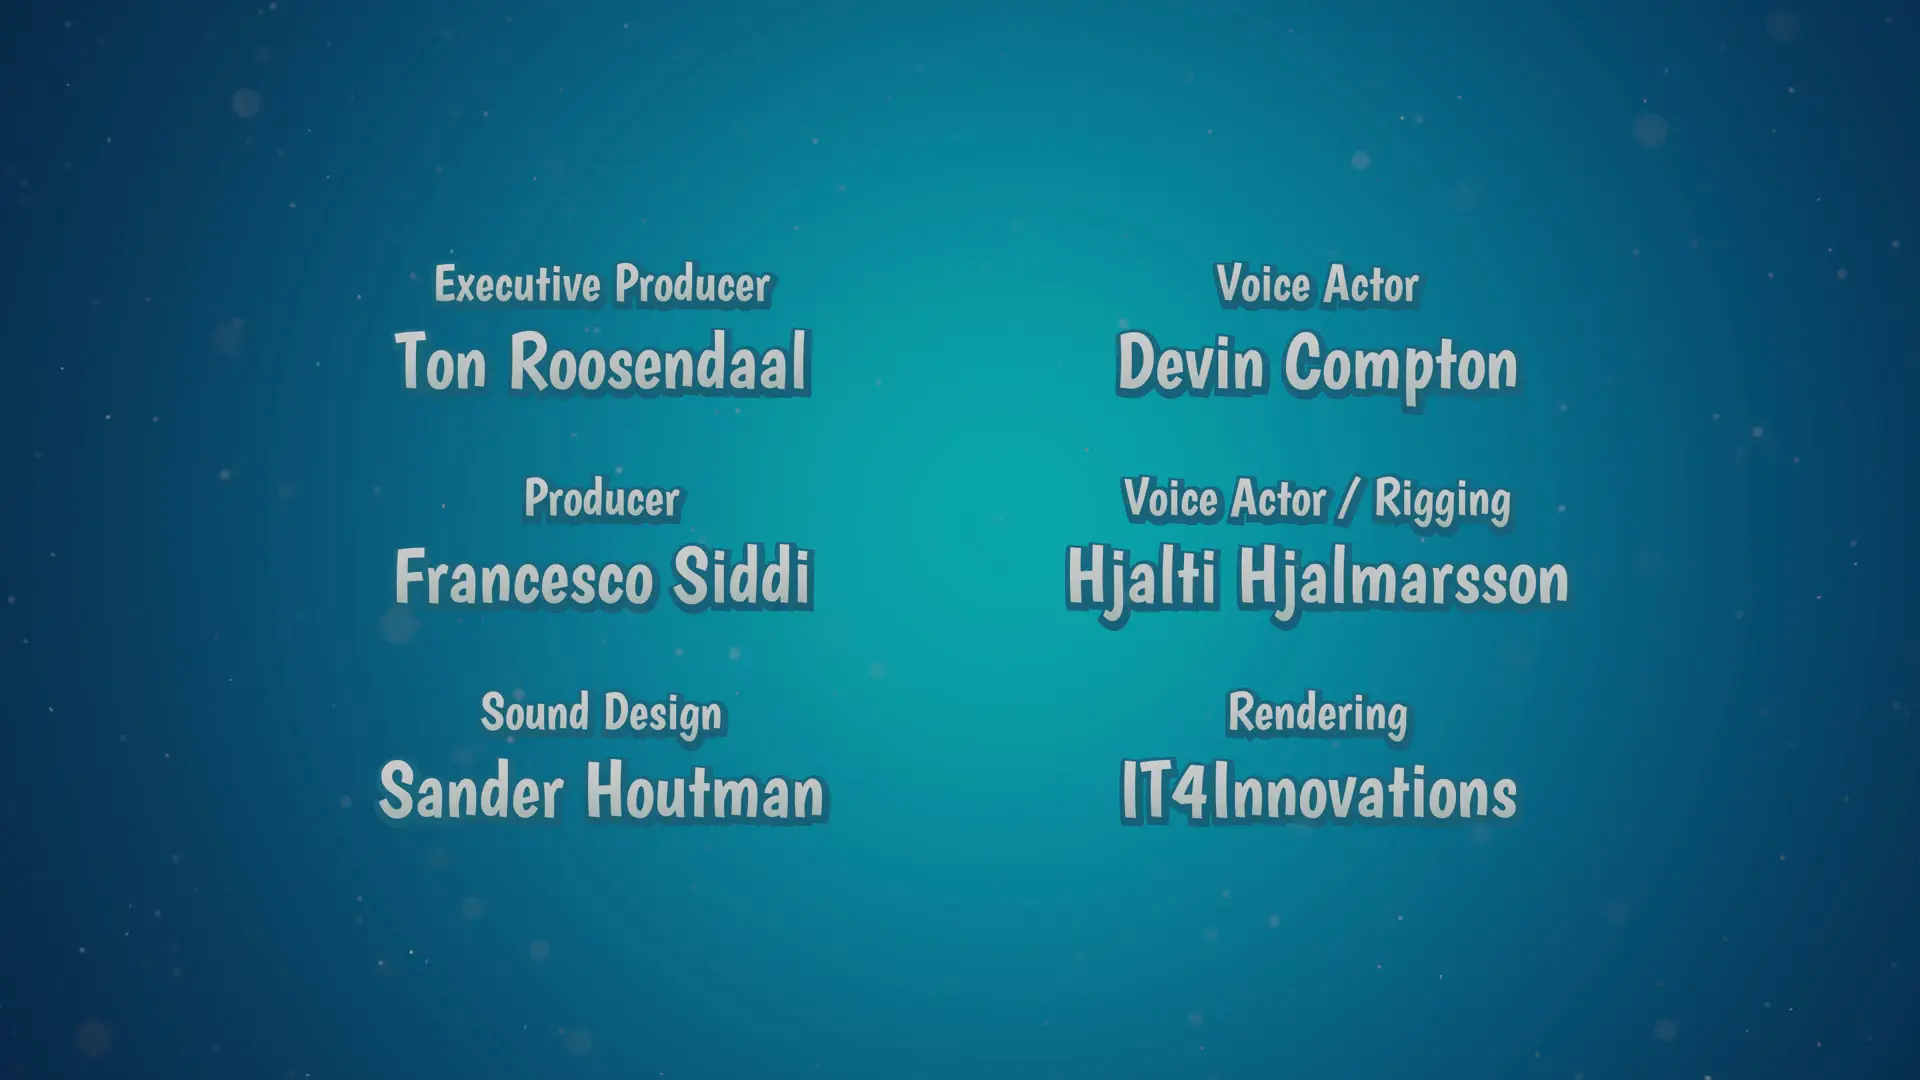 Executive Producer
Ton Roosendaal
Producer
Francesco Siddi
Sound Design
Sander Houtman
Voice Actor
Devin Compton
Voice Actor / Rigging
Hjalti Hjalmarsson
Rendering
IT4Innovations